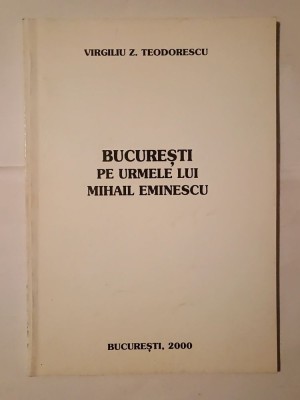 VIRGILIU Z. TEODORESCU
BUCUREȘTI
PE URMELE LUI
MIHAIL EMINESCU
BUCUREȘTI, 2000